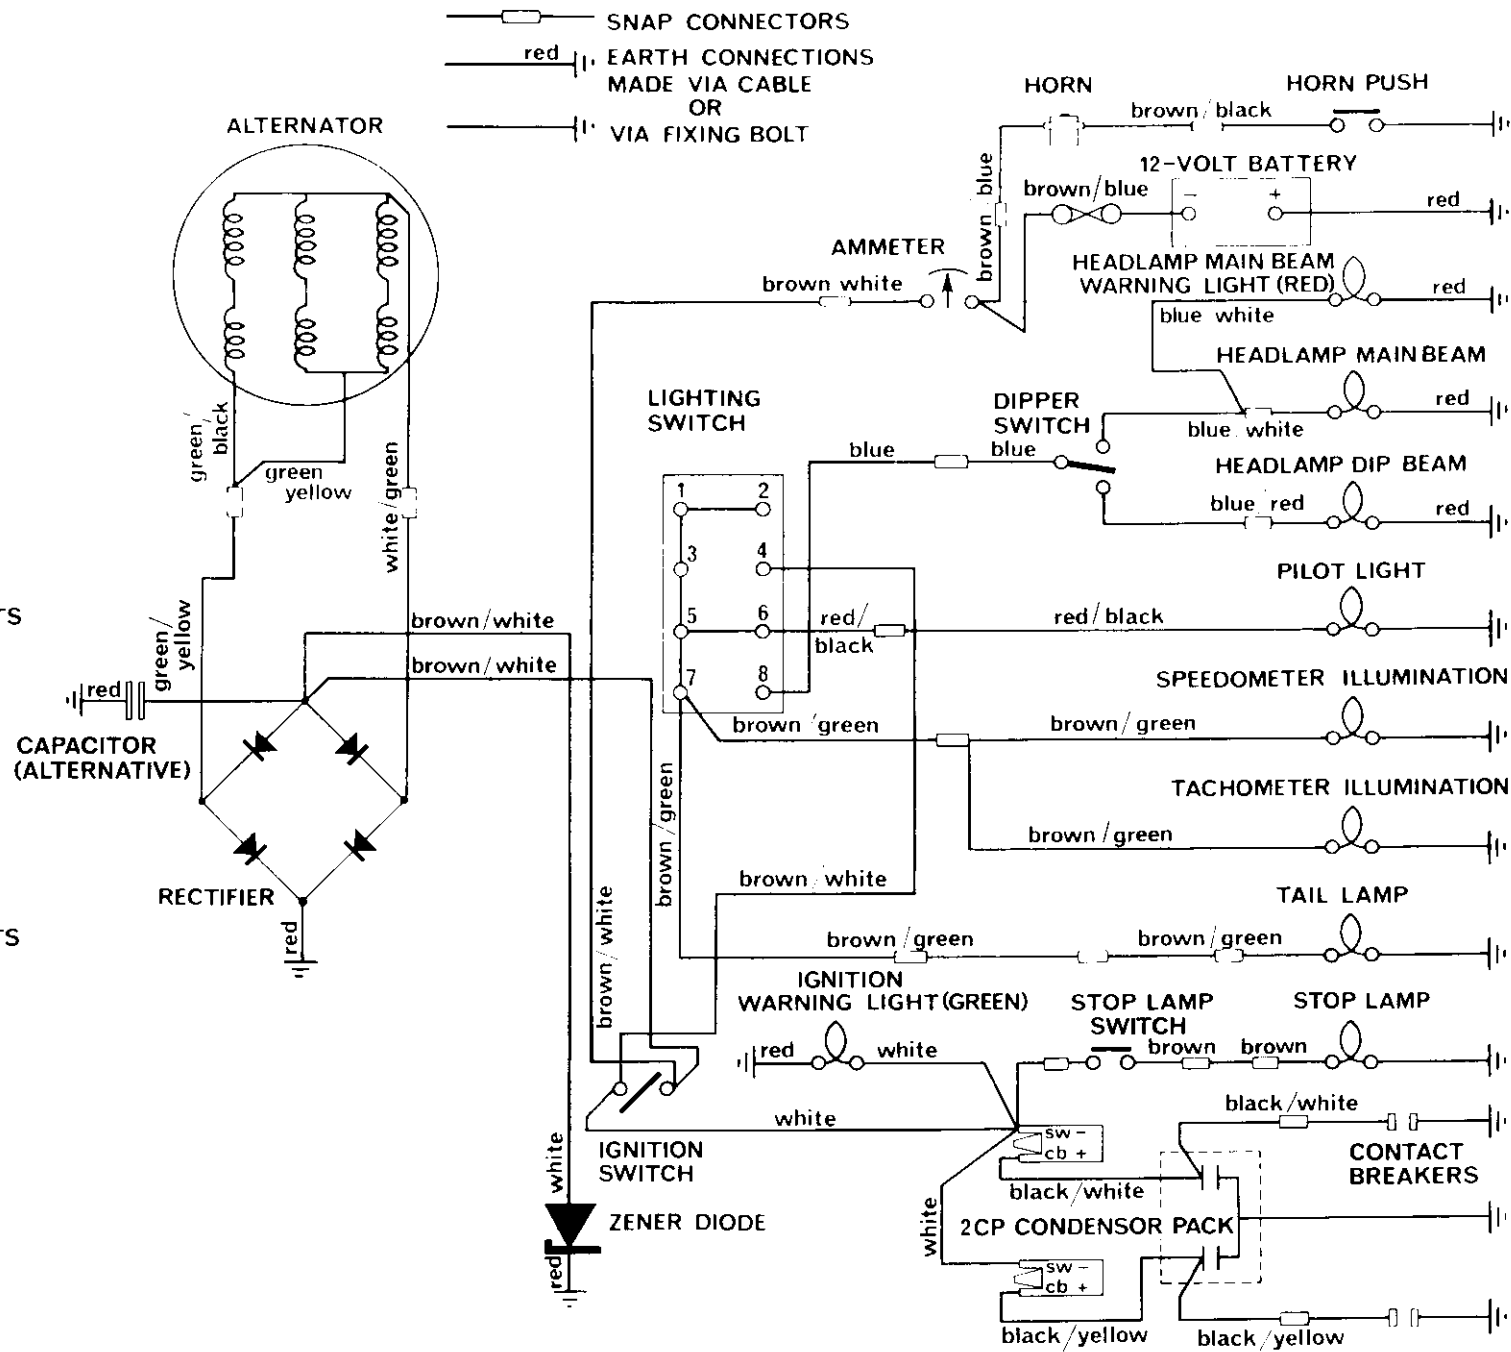 SNAP CONNECTORS
red
EARTH CONNECTIONS
MADE VIA CABLE
OR
VIA FIXING BOLT
ALTERNATOR
HORN
brown/black
HORN PUSH
brown blue
12-VOLT BATTERY
brown/blue
- +
red
AMMETER
brown white
HEADLAMP MAIN BEAM
WARNING LIGHT (RED)
red
blue white
HEADLAMP MAIN BEAM
red
blue white
LIGHTING
SWITCH
DIPPER
SWITCH
blue
blue
HEADLAMP DIP BEAM
blue red
red
green/
black
green
yellow
white/green
1 2
3 4
5 6
7 8
PILOT LIGHT
red/
black
red/black
TS
green/
yellow
brown/white
brown/white
red
CAPACITOR
(ALTERNATIVE)
SPEEDOMETER ILLUMINATION
brown/green
brown/green
TACHOMETER ILLUMINATION
brown/green
brown/green
RECTIFIER
red
TS
brown/white
brown/white
TAIL LAMP
brown/green
brown/green
IGNITION
WARNING LIGHT (GREEN)
red
white
STOP LAMP
SWITCH
STOP LAMP
brown
brown
white
IGNITION
SWITCH
sw -
cb +
black/white
black/white
CONTACT
BREAKERS
white
ZENER DIODE
red
white
2CP CONDENSOR PACK
sw -
cb +
black/yellow
black/yellow